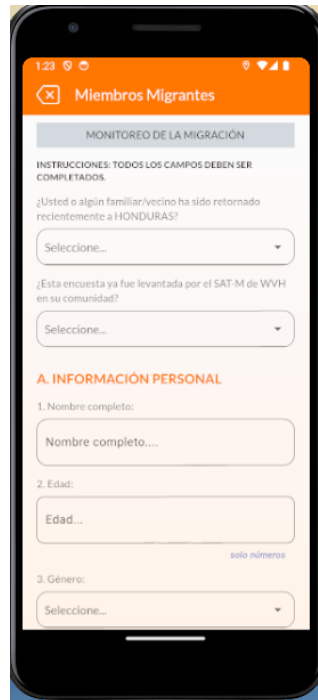 1:23
Miembros Migrantes
MONITOREO DE LA MIGRACIÓN
INSTRUCCIONES: TODOS LOS CAMPOS DEBEN SER
COMPLETADOS.
¿Usted o algún familiar/vecino ha sido retornado
recientemente a HONDURAS?
Seleccione...
¿Esta encuesta ya fue levantada por el SAT-M de WVH
en su comunidad?
Seleccione...
A. INFORMACIÓN PERSONAL
1. Nombre completo:
Nombre completo....
2. Edad:
Edad...
solo números
3. Género:
Seleccione...